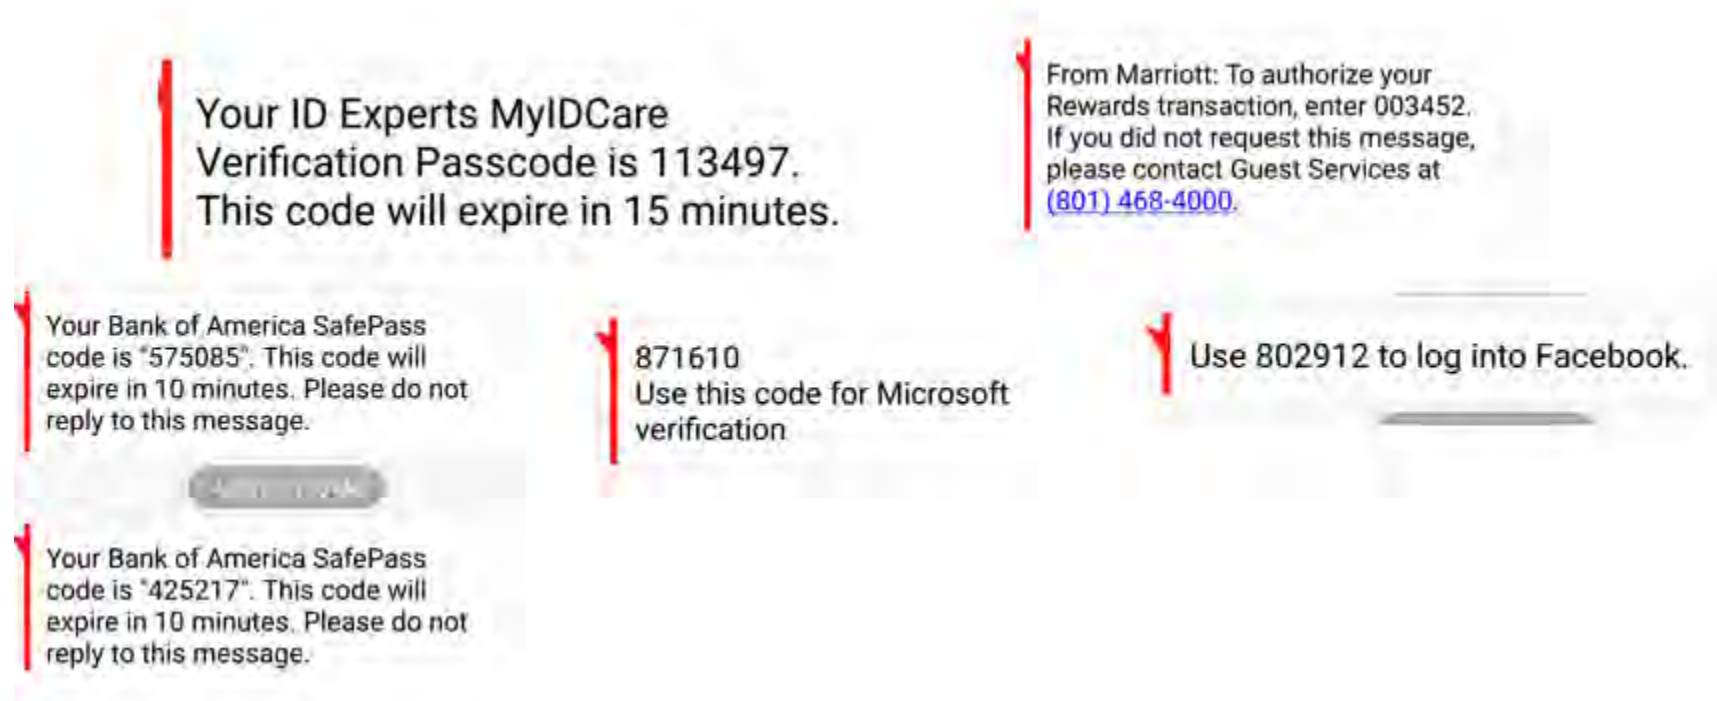 Your ID Experts MyIDCare
Verification Passcode is 113497.
This code will expire in 15 minutes.
From Marriott: To authorize your
Rewards transaction, enter 003452.
If you did not request this message,
please contact Guest Services at
(801) 468-4000.
Your Bank of America SafePass
code is "575085". This code will
expire in 10 minutes. Please do not
reply to this message.
871610
Use this code for Microsoft
verification
Use 802912 to log into Facebook.
Your Bank of America SafePass
code is "425217". This code will
expire in 10 minutes. Please do not
reply to this message.